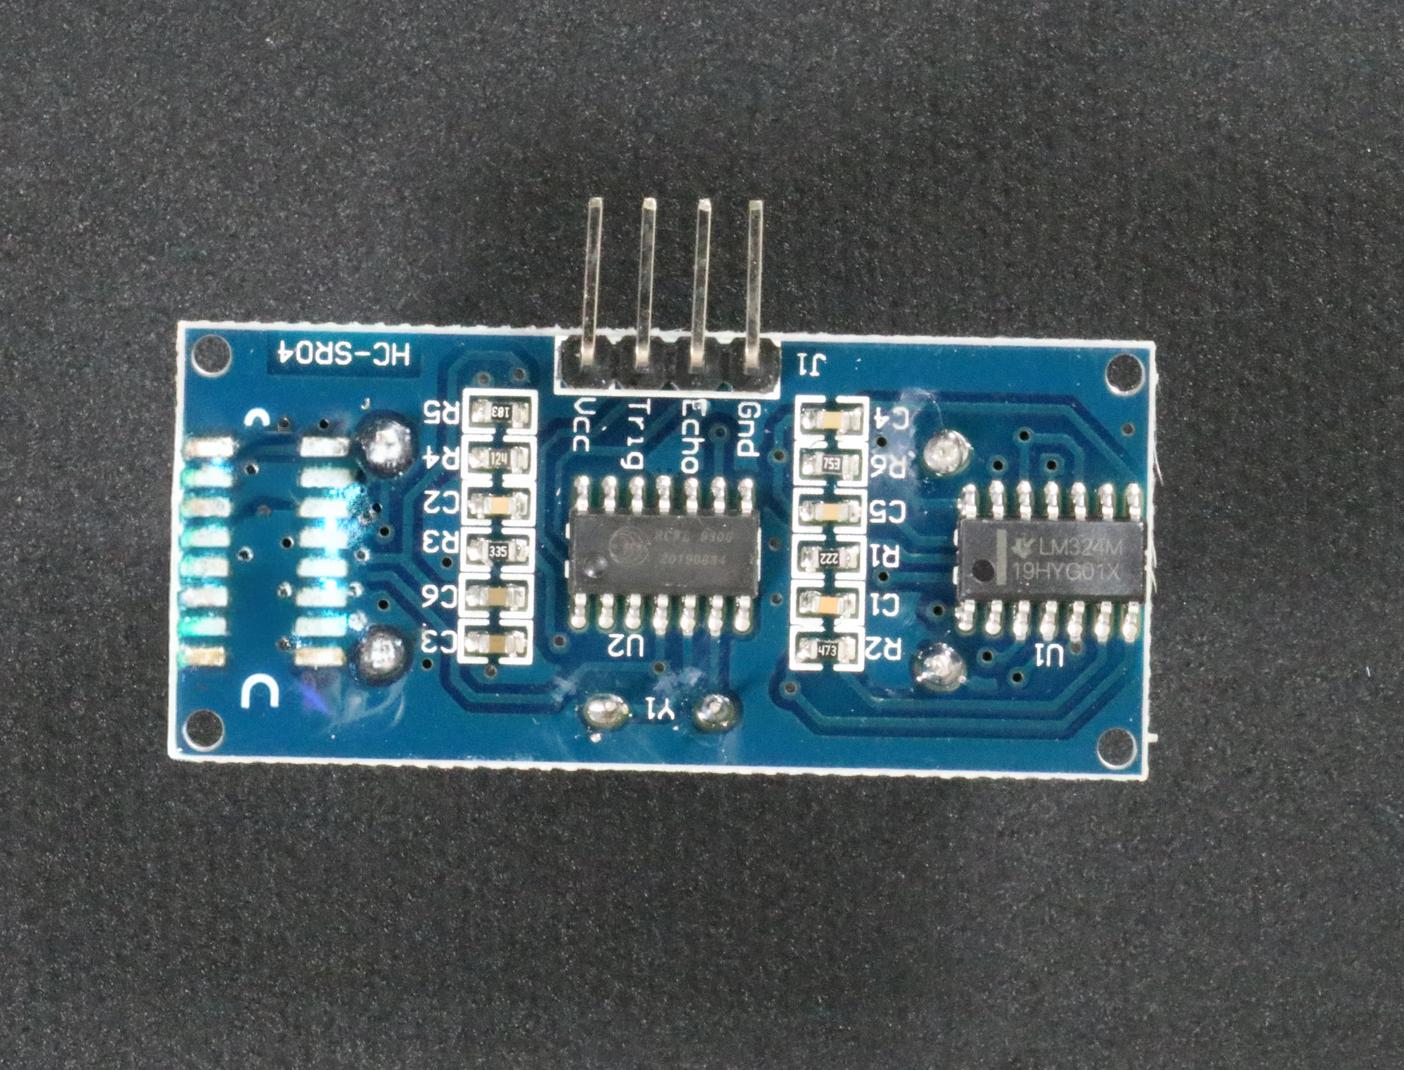 HC-SR04
J1
Vcc
Trig
Echo
Gnd
R5
183
R4
124
C2
R3
335
C6
C3
C4
R6
753
C5
R1
222
C1
R2
473
20190884
U2
Y1
LM324M
19HYG01X
U1